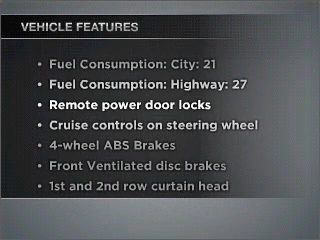 VEHICLE FEATURES
• Fuel Consumption: City: 21
• Fuel Consumption: Highway: 27
• Remote power door locks
• Cruise controls on steering wheel
• 4-wheel ABS Brakes
• Front Ventilated disc brakes
• 1st and 2nd row curtain head